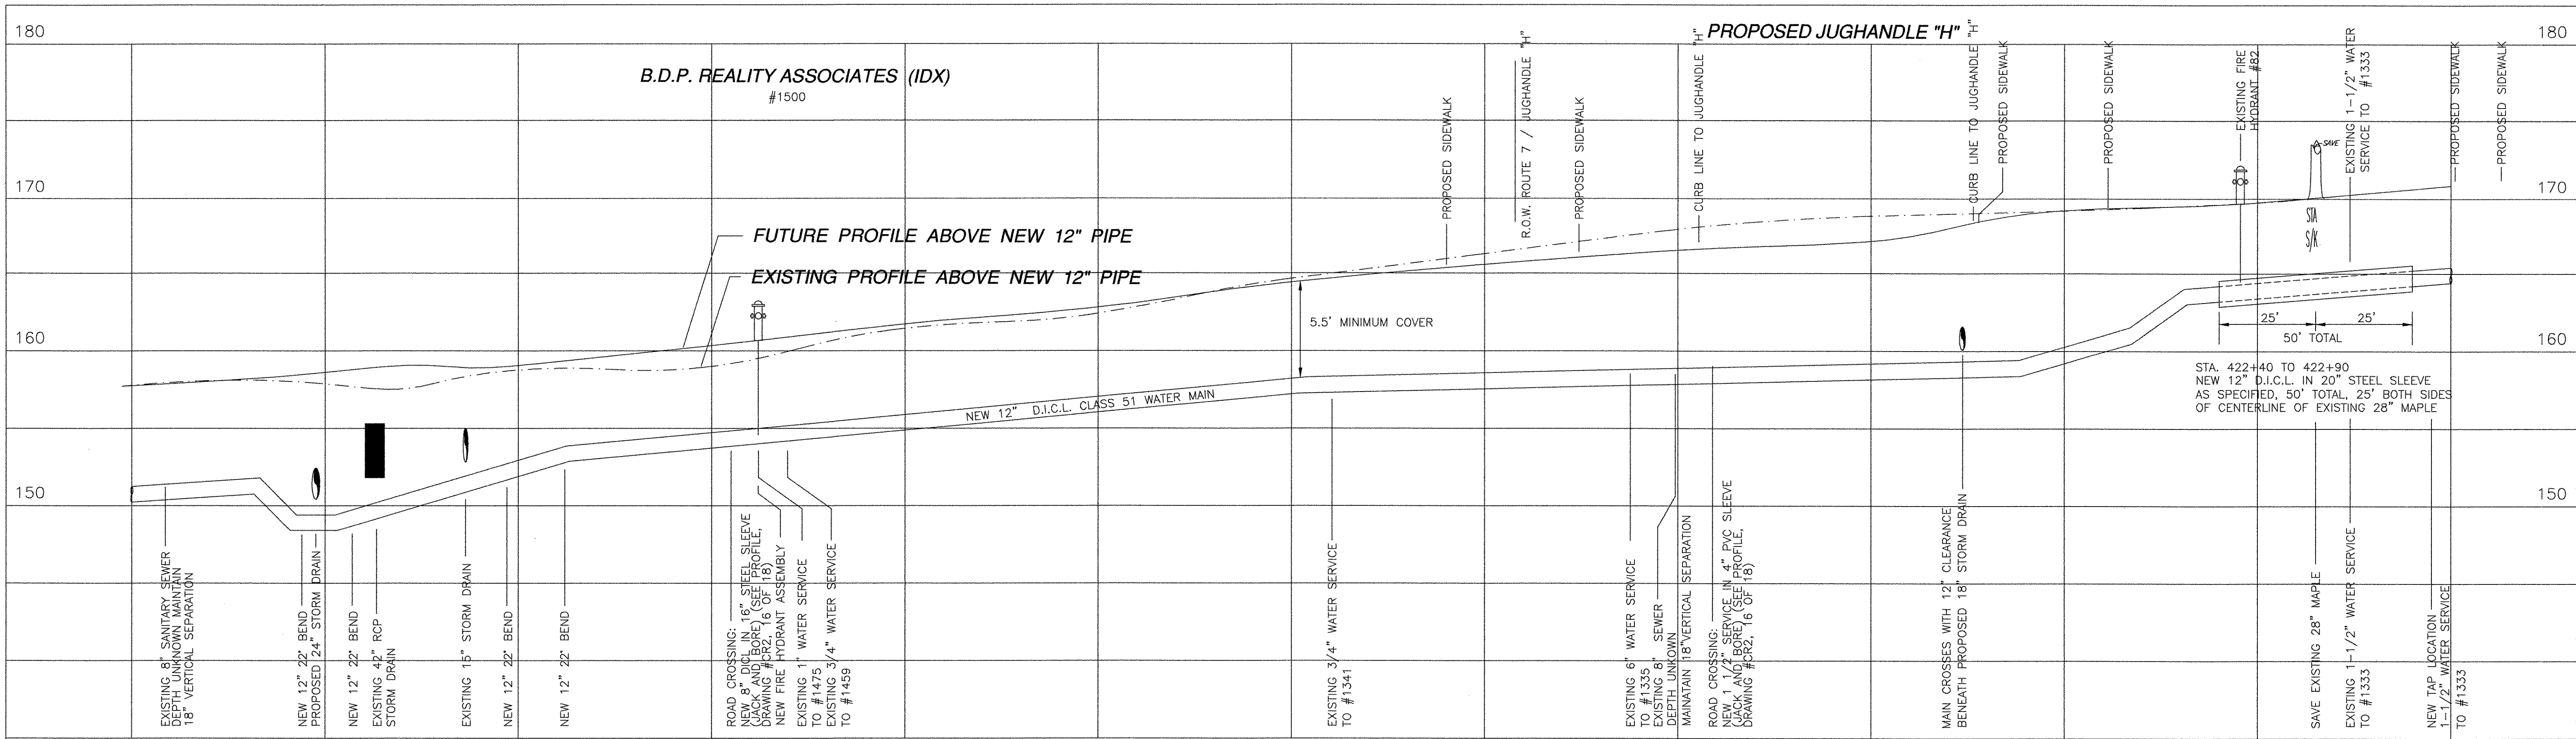 180
B.D.P. REALITY ASSOCIATES (IDX)
#1500
PROPOSED JUGHANDLE "H"
180
PROPOSED SIDEWALK
R.O.W. ROUTE 7 / JUGHANDLE "H"
PROPOSED SIDEWALK
CURB LINE TO JUGHANDLE "H"
CURB LINE TO JUGHANDLE "H"
PROPOSED SIDEWALK
PROPOSED SIDEWALK
EXISTING FIRE
HYDRANT #82
SAVE
EXISTING 1-1/2" WATER
SERVICE TO #1333
PROPOSED SIDEWALK
PROPOSED SIDEWALK
170
170
STA
S/K
FUTURE PROFILE ABOVE NEW 12" PIPE
EXISTING PROFILE ABOVE NEW 12" PIPE
5.5' MINIMUM COVER
25'
25'
50' TOTAL
160
160
STA. 422+40 TO 422+90
NEW 12" D.I.C.L. IN 20" STEEL SLEEVE
AS SPECIFIED, 50' TOTAL, 25' BOTH SIDES
OF CENTERLINE OF EXISTING 28" MAPLE
NEW 12" D.I.C.L. CLASS 51 WATER MAIN
150
150
EXISTING 8" SANITARY SEWER
DEPTH UNKNOWN MAINTAIN
18" VERTICAL SEPARATION
NEW 12" 22° BEND
PROPOSED 24" STORM DRAIN
NEW 12" 22° BEND
EXISTING 42" RCP
STORM DRAIN
EXISTING 15" STORM DRAIN
NEW 12" 22° BEND
NEW 12" 22° BEND
ROAD CROSSING:
NEW 8" DICL IN 16" STEEL SLEEVE
(JACK AND BORE) (SEE PROFILE,
DRAWING #CR2, 16 OF 18)
NEW FIRE HYDRANT ASSEMBLY
EXISTING 1" WATER SERVICE
TO #1475
EXISTING 3/4" WATER SERVICE
TO #1459
EXISTING 3/4" WATER SERVICE
TO #1341
EXISTING 6" WATER SERVICE
TO #1335
EXISTING 8" SEWER
DEPTH UNKOWN
MAINATAIN 18"VERTICAL SEPARATION
ROAD CROSSING:
NEW 1 1/2" SERVICE IN 4" PVC SLEEVE
(JACK AND BORE) (SEE PROFILE,
DRAWING #CR2, 16 OF 18)
MAIN CROSSES WITH 12" CLEARANCE
BENEATH PROPOSED 18" STORM DRAIN
SAVE EXISTING 28" MAPLE
EXISTING 1-1/2" WATER SERVICE
TO #1333
NEW TAP LOCATION
1-1/2" WATER SERVICE
TO #1333